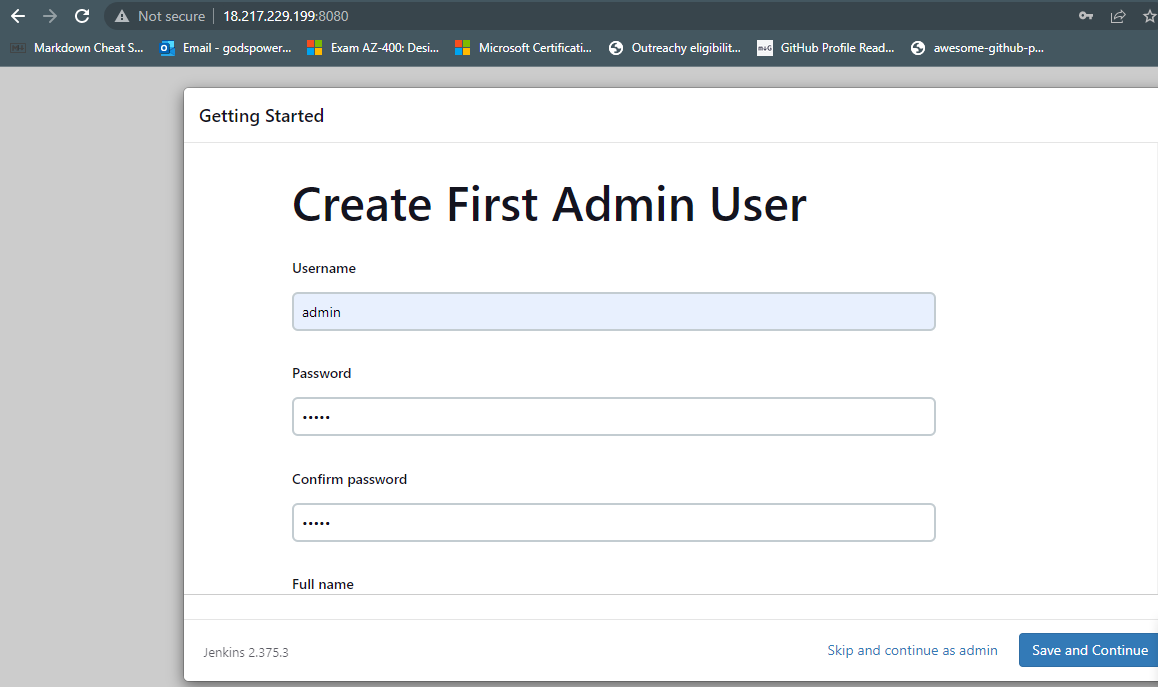 Not secure | 18.217.229.199:8080
Markdown Cheat S... Email - godspower... Exam AZ-400: Desi... Microsoft Certificati... Outreachy eligibilit... GitHub Profile Read... awesome-github-p...
Getting Started
Create First Admin User
Username
admin
Password
•••••
Confirm password
•••••
Full name
Jenkins 2.375.3
Skip and continue as admin
Save and Continue